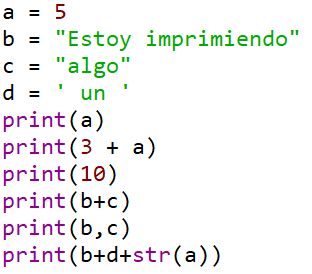 a = 5
b = "Estoy imprimiendo"
c = "algo"
d = ' un '
print(a)
print(3 + a)
print(10)
print(b+c)
print(b,c)
print(b+d+str(a))